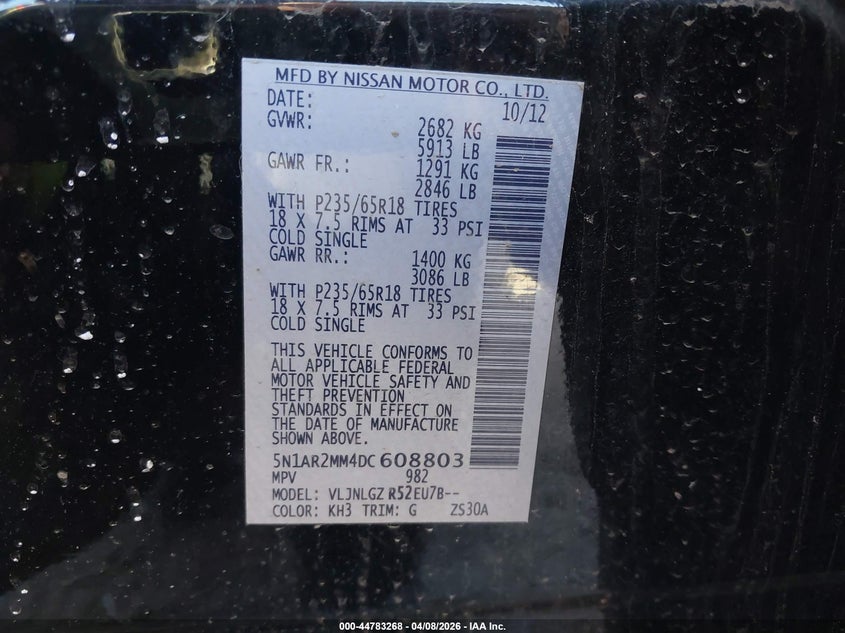 MFD BY NISSAN MOTOR CO., LTD.
DATE: 10/12
GVWR: 2682 KG
5913 LB
GAWR FR.: 1291 KG
2846 LB
WITH P235/65R18 TIRES
18 X 7.5 RIMS AT 33 PSI
COLD SINGLE
GAWR RR.: 1400 KG
3086 LB
WITH P235/65R18 TIRES
18 X 7.5 RIMS AT 33 PSI
COLD SINGLE
THIS VEHICLE CONFORMS TO
ALL APPLICABLE FEDERAL
MOTOR VEHICLE SAFETY AND
THEFT PREVENTION
STANDARDS IN EFFECT ON
THE DATE OF MANUFACTURE
SHOWN ABOVE.
5N1AR2MM4DC608803
MPV 982
MODEL: VLJNLGZ R52EU7B--
COLOR: KH3 TRIM: G ZS30A
000-44783268 - 04/08/2026 - IAA Inc.